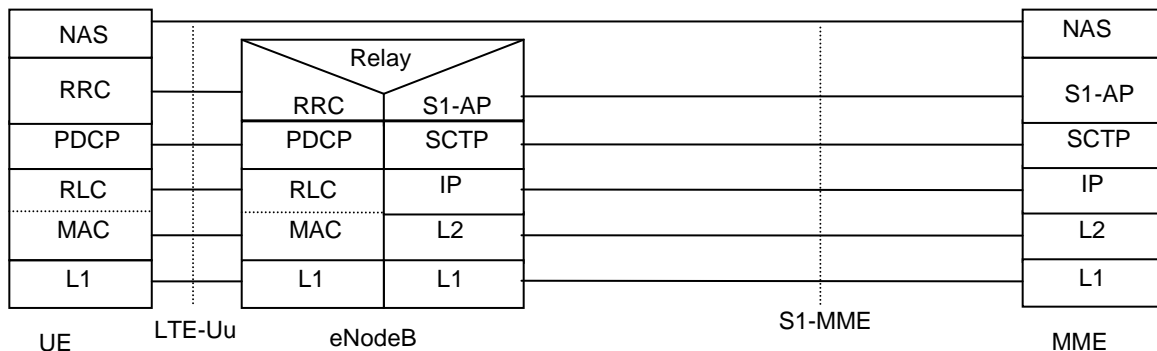 NAS NAS
Relay
RRC RRC S1-AP S1-AP
PDCP PDCP SCTP SCTP
RLC RLC IP IP
MAC MAC L2 L2
L1 L1 L1 L1
UE LTE-Uu eNodeB S1-MME MME